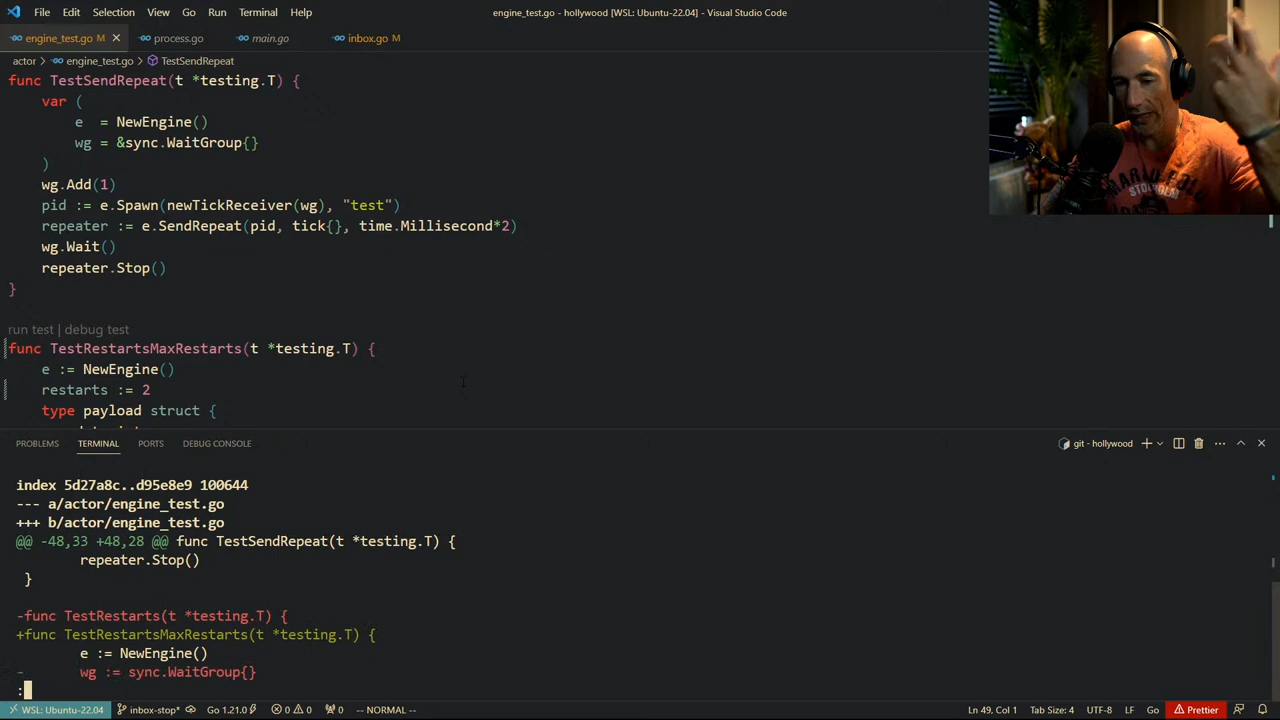 File Edit Selection View Go Run Terminal Help engine_test.go - hollywood [WSL: Ubuntu-22.04] - Visual Studio Code
engine_test.go M process.go main.go inbox.go M
actor > engine_test.go > TestSendRepeat
func TestSendRepeat(t *testing.T) {
var (
e = NewEngine()
wg = &sync.WaitGroup{}
)
wg.Add(1)
pid := e.Spawn(newTickReceiver(wg), "test")
repeater := e.SendRepeat(pid, tick{}, time.Millisecond*2)
wg.Wait()
repeater.Stop()
}
run test | debug test
func TestRestartsMaxRestarts(t *testing.T) {
e := NewEngine()
restarts := 2
type payload struct {
PROBLEMS TERMINAL PORTS DEBUG CONSOLE git - hollywood
index 5d27a8c..d95e8e9 100644
--- a/actor/engine_test.go
+++ b/actor/engine_test.go
@@ -48,33 +48,28 @@ func TestSendRepeat(t *testing.T) {
repeater.Stop()
}
-func TestRestarts(t *testing.T) {
+func TestRestartsMaxRestarts(t *testing.T) {
e := NewEngine()
- wg := sync.WaitGroup{}
:
WSL: Ubuntu-22.04 inbox-stop* Go 1.21.0 0 0 0 -- NORMAL -- Ln 49, Col 1 Tab Size: 4 UTF-8 LF Go Prettier